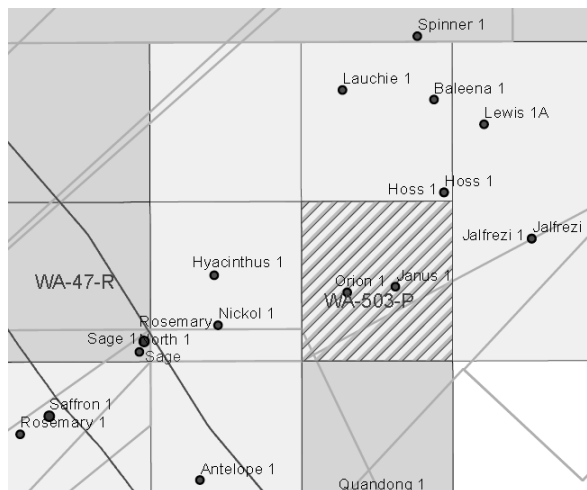 Spinner 1
Lauchie 1
Baleena 1
Lewis 1A
Hoss 1
Hoss 1
Jalfrezi 1
Jalfrezi
Hyacinthus 1
WA-47-R
Orion 1
Janus 1
WA-503-P
Nickol 1
Rosemary
Sage 1
North 1
Sage
Saffron 1
Rosemary 1
Antelope 1
Quandong 1